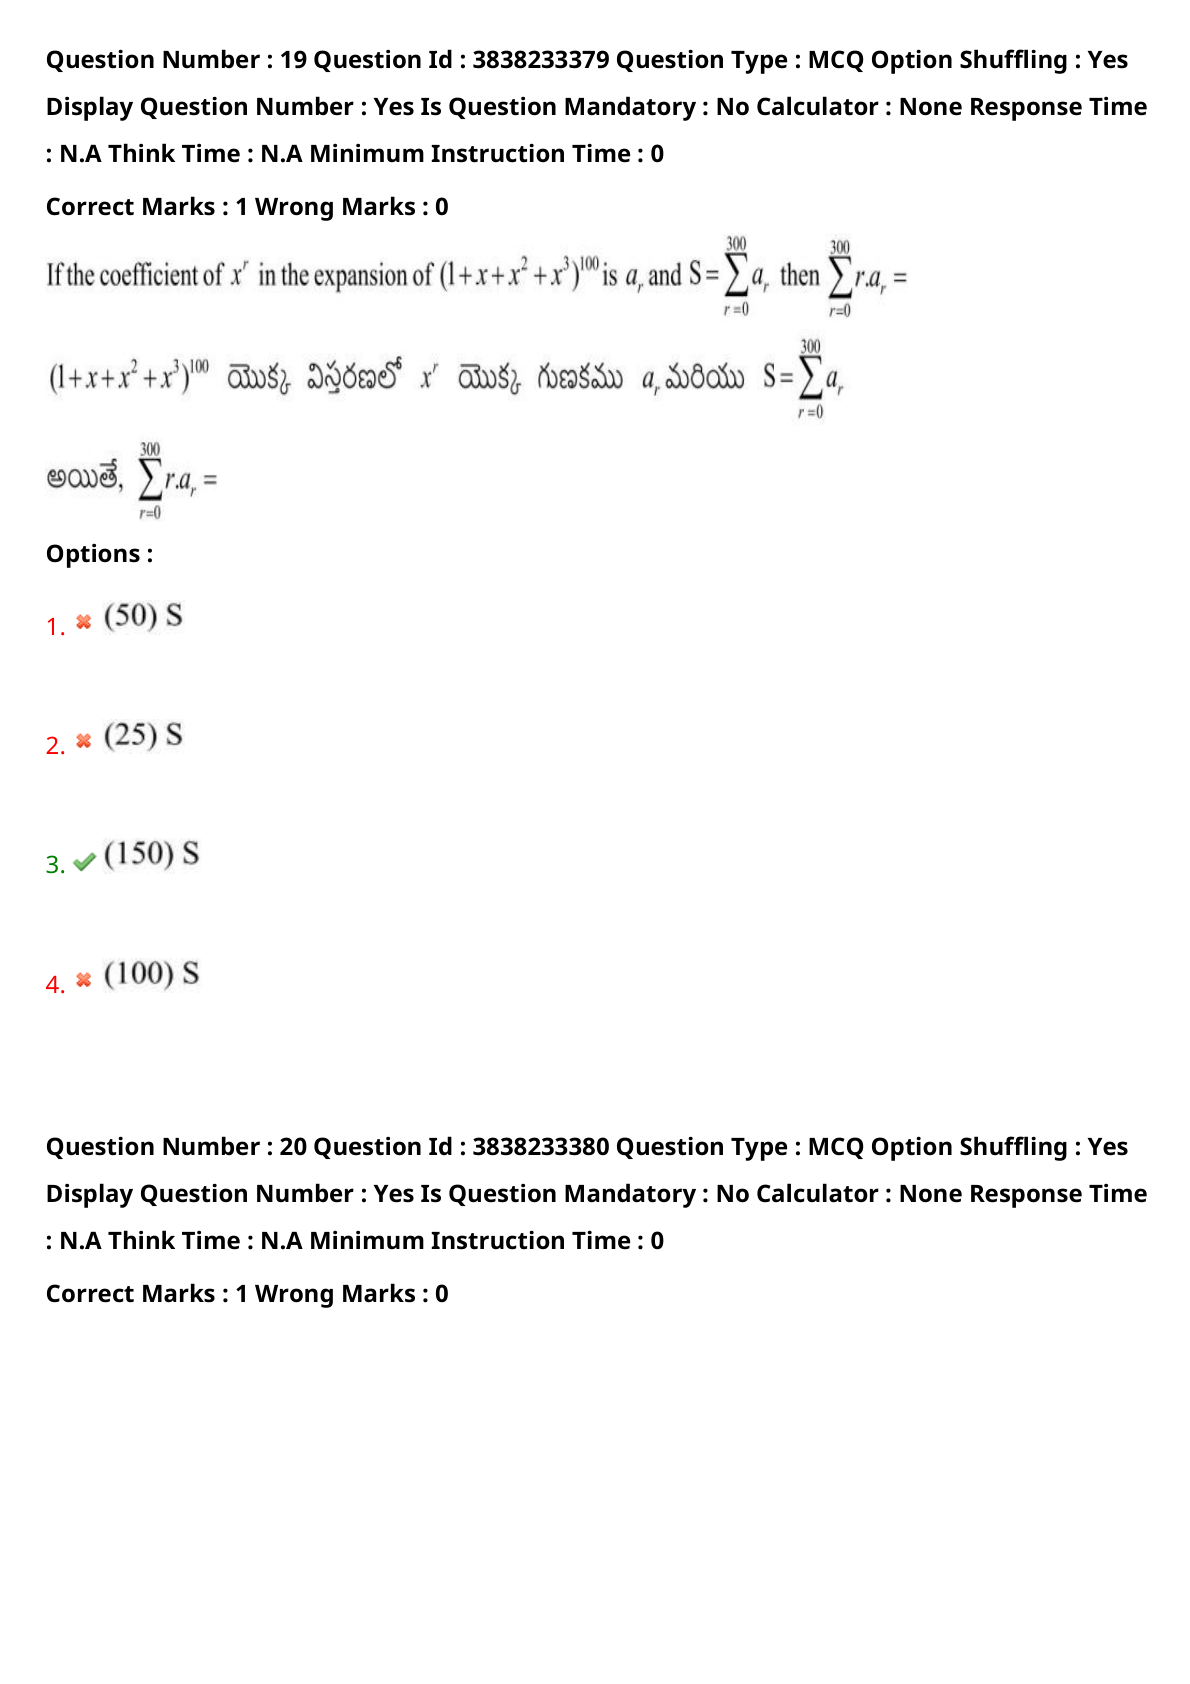 Question Number : 19 Question Id : 3838233379 Question Type : MCQ Option Shuffling : Yes
Display Question Number : Yes Is Question Mandatory : No Calculator : None Response Time
: N.A Think Time : N.A Minimum Instruction Time : 0
Correct Marks : 1 Wrong Marks : 0
If the coefficient of x^r in the expansion of (1+x+x^2+x^3)^100 is a_r and S=∑_{r=0}^{300} a_r then ∑_{r=0}^{300} r.a_r =
(1+x+x^2+x^3)^100 యొక్క విస్తరణలో x^r యొక్క గుణకము a_r మరియు S=∑_{r=0}^{300} a_r
అయితే, ∑_{r=0}^{300} r.a_r =
Options :
1. ✖ (50) S
2. ✖ (25) S
3. ✔ (150) S
4. ✖ (100) S
Question Number : 20 Question Id : 3838233380 Question Type : MCQ Option Shuffling : Yes
Display Question Number : Yes Is Question Mandatory : No Calculator : None Response Time
: N.A Think Time : N.A Minimum Instruction Time : 0
Correct Marks : 1 Wrong Marks : 0